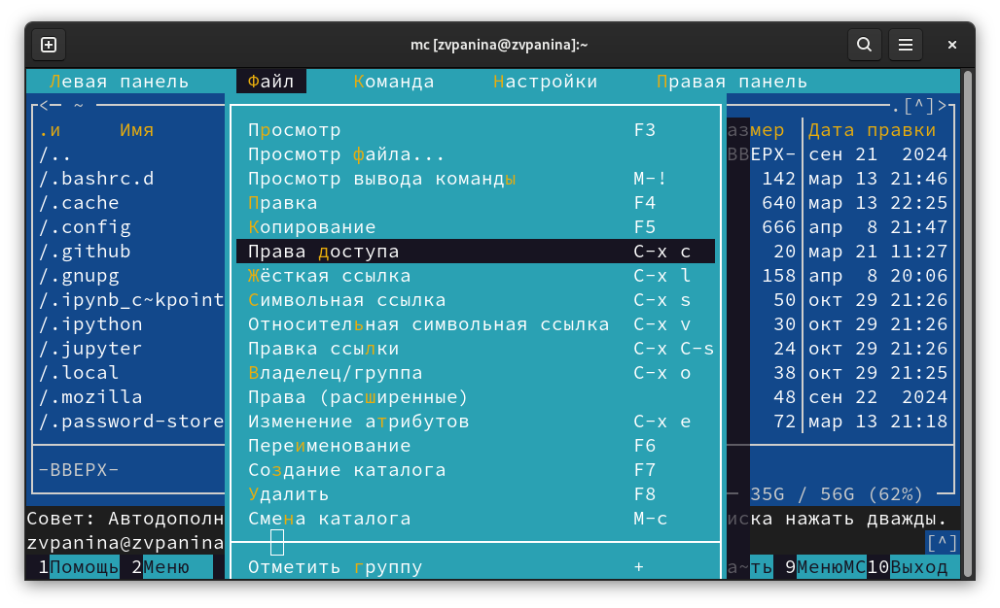 mc [zvpanina@zvpanina]:~
Левая панель Файл Команда Настройки Правая панель
<— ~ .[^]>
.и Имя Просмотр F3 азмер Дата правки
/.. Просмотр файла... ВВЕРХ- сен 21 2024
/.bashrc.d Просмотр вывода команды M-! 142 мар 13 21:46
/.cache Правка F4 640 мар 13 22:25
/.config Копирование F5 666 апр 8 21:47
/.github Права доступа C-x c 20 мар 21 11:27
/.gnupg Жёсткая ссылка C-x l 158 апр 8 20:06
/.ipynb_c~kpoint Символьная ссылка C-x s 50 окт 29 21:26
/.ipython Относительная символьная ссылка C-x v 30 окт 29 21:26
/.jupyter Правка ссылки C-x C-s 24 окт 29 21:26
/.local Владелец/группа C-x o 38 окт 29 21:25
/.mozilla Права (расширенные) 48 сен 22 2024
/.password-store Изменение атрибутов C-x e 72 мар 13 21:18
Переименование F6
-ВВЕРХ- Создание каталога F7
Удалить F8 35G / 56G (62%)
Совет: Автодополн Смена каталога M-c иска нажать дважды.
zvpanina@zvpanina [^]
1Помощь 2Меню Отметить группу + а~ть 9МенюMC 10Выход